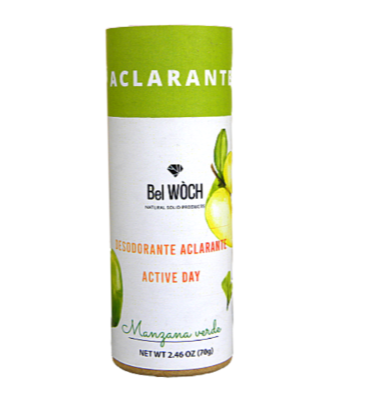 ACLARANTE
Bel WÒCH
NATURAL SOLID PRODUCTS
DESODORANTE ACLARANTE
ACTIVE DAY
Manzana verde
NET WT 2.46 OZ (70g)